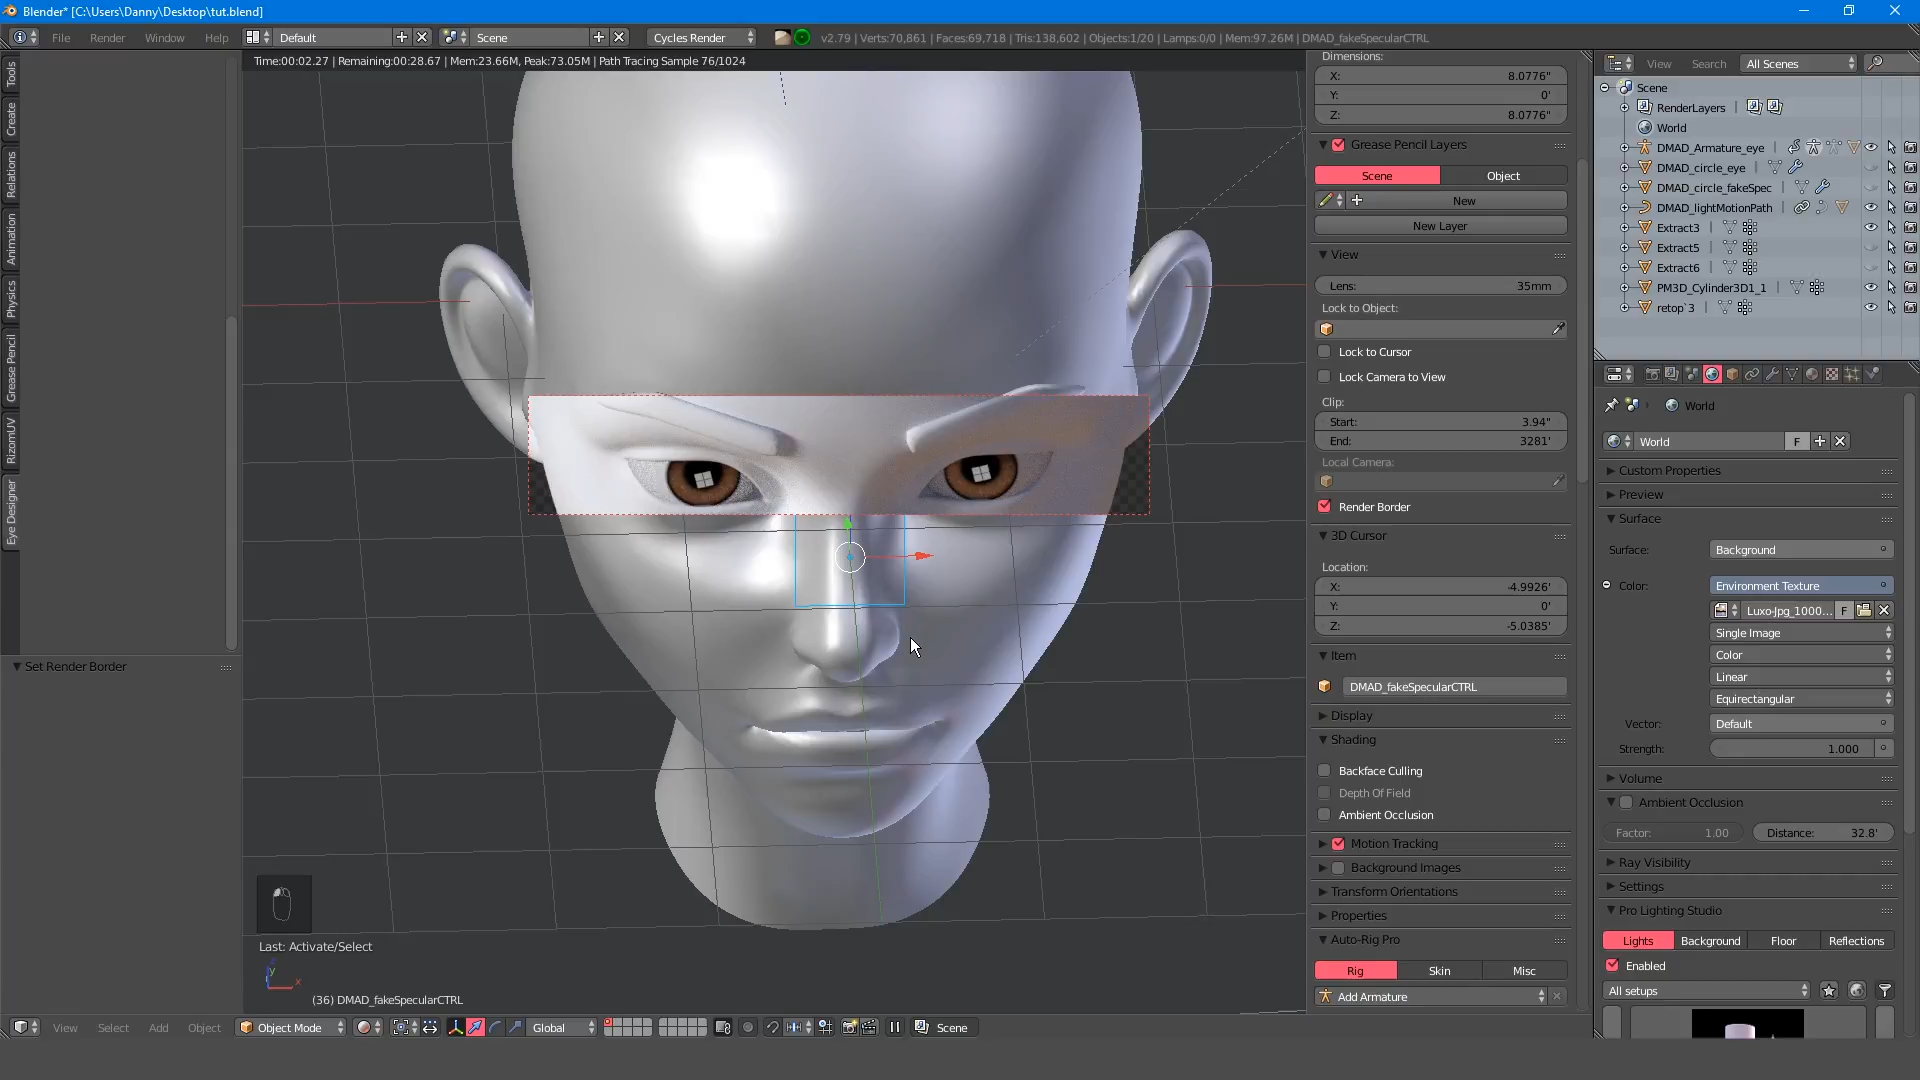 Blender* [C:\Users\Danny\Desktop\tut.blend]
File Render Window Help Default Scene Cycles Render v2.79 | Verts:70,861 | Faces:69,718 | Tris:138,602 | Objects:1/20 | Lamps:0/0 | Mem:97.26M | DMAD_fakeSpecularCTRL
Time:00:02.27 | Remaining:00:28.67 | Mem:23.66M, Peak:73.05M | Path Tracing Sample 76/1024
Tools
Create
Relations
Animation
Physics
Grease Pencil
RizomUV
Eye Designer
Set Render Border
Last: Activate/Select
y
x
(36) DMAD_fakeSpecularCTRL
View Select Add Object Object Mode Global Scene
Dimensions:
X: 8.0776"
Y: 0'
Z: 8.0776"
Grease Pencil Layers
Scene Object
New
New Layer
View
Lens: 35mm
Lock to Object:
Lock to Cursor
Lock Camera to View
Clip:
Start: 3.94"
End: 3281'
Local Camera:
Render Border
3D Cursor
Location:
X: -4.9926'
Y: 0'
Z: -5.0385'
Item
DMAD_fakeSpecularCTRL
Display
Shading
Backface Culling
Depth Of Field
Ambient Occlusion
Motion Tracking
Background Images
Transform Orientations
Properties
Auto-Rig Pro
Rig Skin Misc
Add Armature
View Search All Scenes
Scene
RenderLayers |
World
DMAD_Armature_eye
DMAD_circle_eye
DMAD_circle_fakeSpec
DMAD_lightMotionPath
Extract3
Extract5
Extract6
PM3D_Cylinder3D1_1
retop`3
World
World F
Custom Properties
Preview
Surface
Surface: Background
Color: Environment Texture
Luxo-Jpg_1000... F
Single Image
Color
Linear
Equirectangular
Vector: Default
Strength: 1.000
Volume
Ambient Occlusion
Factor: 1.00 Distance: 32.8'
Ray Visibility
Settings
Pro Lighting Studio
Lights Background Floor Reflections
Enabled
All setups